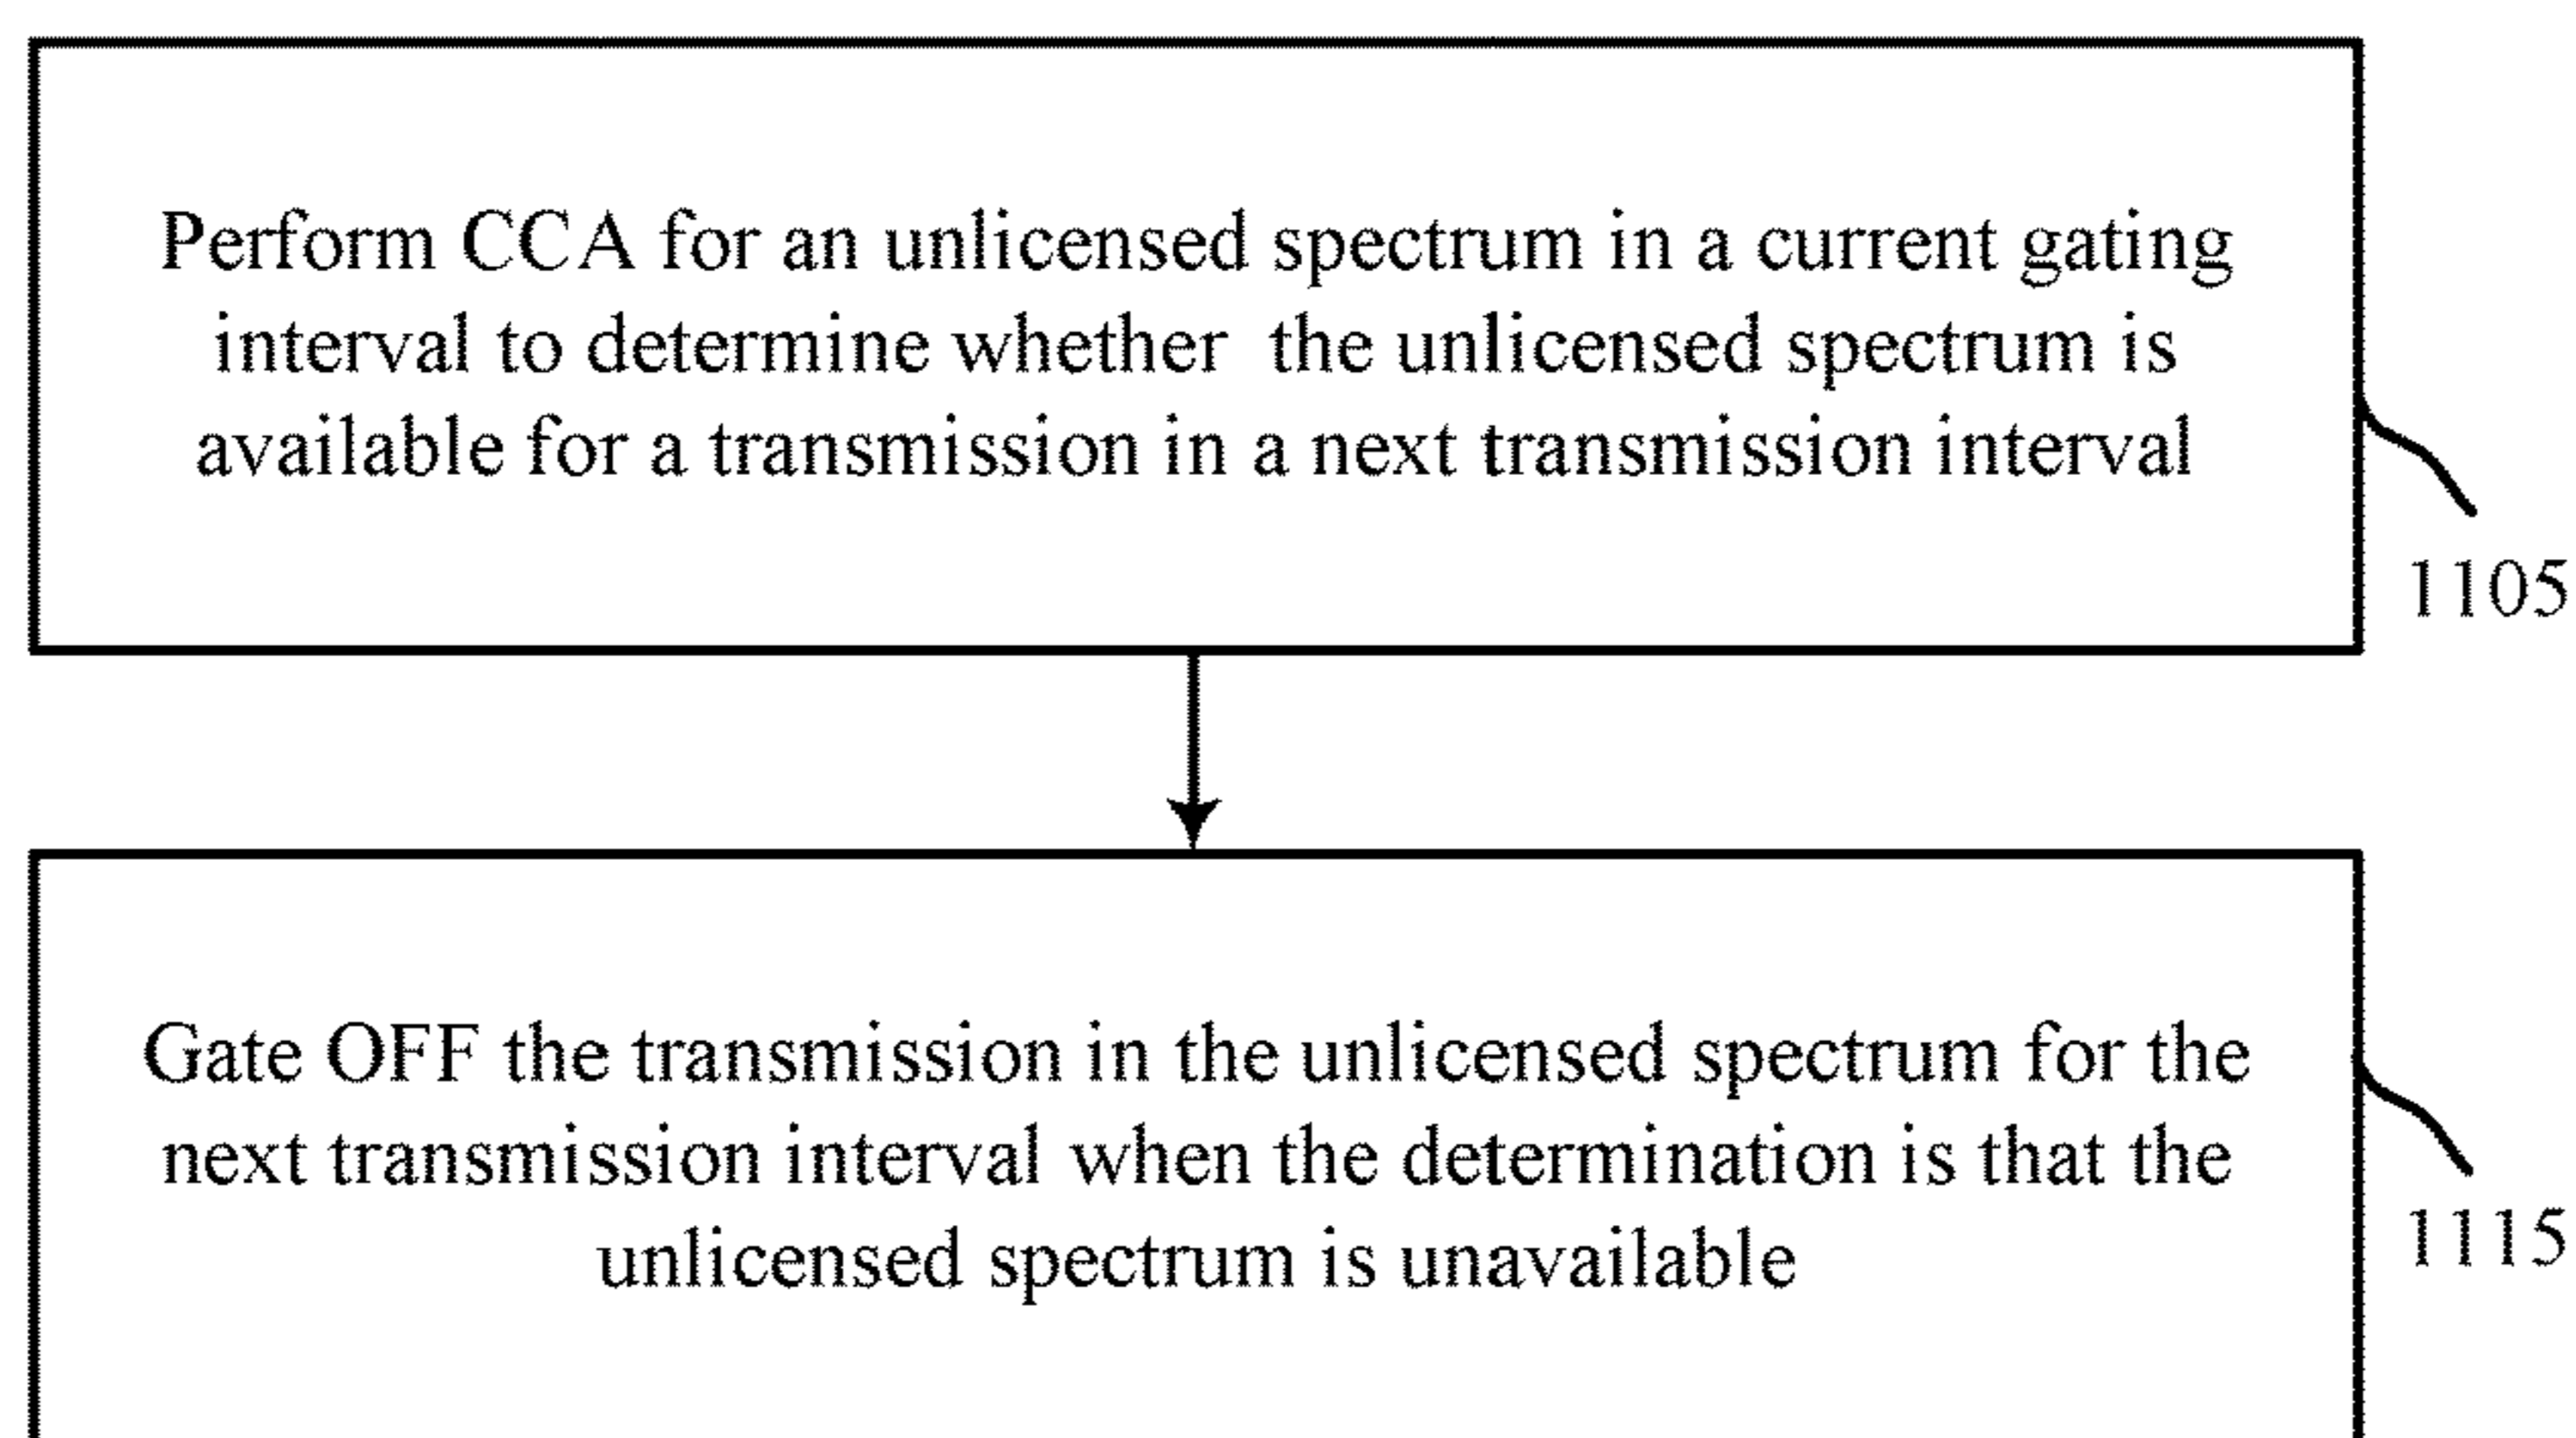 Perform CCA for an unlicensed spectrum in a current gating
interval to determine whether the unlicensed spectrum is
available for a transmission in a next transmission interval
1105
Gate OFF the transmission in the unlicensed spectrum for the
next transmission interval when the determination is that the
unlicensed spectrum is unavailable
1115